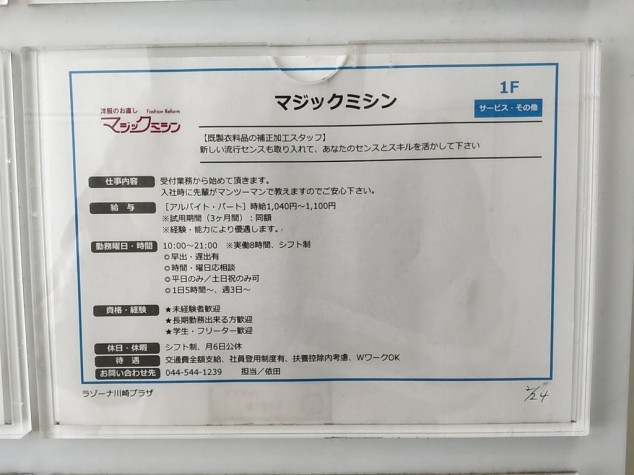 1F
サービス・その他
洋服のお直し Fashion Reform
マジックミシン
マジックミシン
【既製衣料品の補正加工スタッフ】
新しい流行センスも取り入れて、あなたのセンスとスキルを活かして下さい
仕事内容 受付業務から始めて頂きます。
入社時に先輩がマンツーマンで教えますのでご安心下さい。
給 与 [アルバイト・パート] 時給1,040円～1,100円
※試用期間（3ヶ月間）：同額
※経験・能力により優遇します。
勤務曜日・時間 10:00～21:00 ※実働8時間、シフト制
◎早出・遅出有
◎時間・曜日応相談
◎平日のみ／土日祝のみ可
◎1日5時間～、週3日～
資格・経験 ★未経験者歓迎
★長期勤務出来る方歓迎
★学生・フリーター歓迎
休日・休暇 シフト制、月6日公休
待 遇 交通費全額支給、社員登用制度有、扶養控除内考慮、WワークOK
お問い合わせ先 044-544-1239 担当／依田
ラゾーナ川崎プラザ
2/24